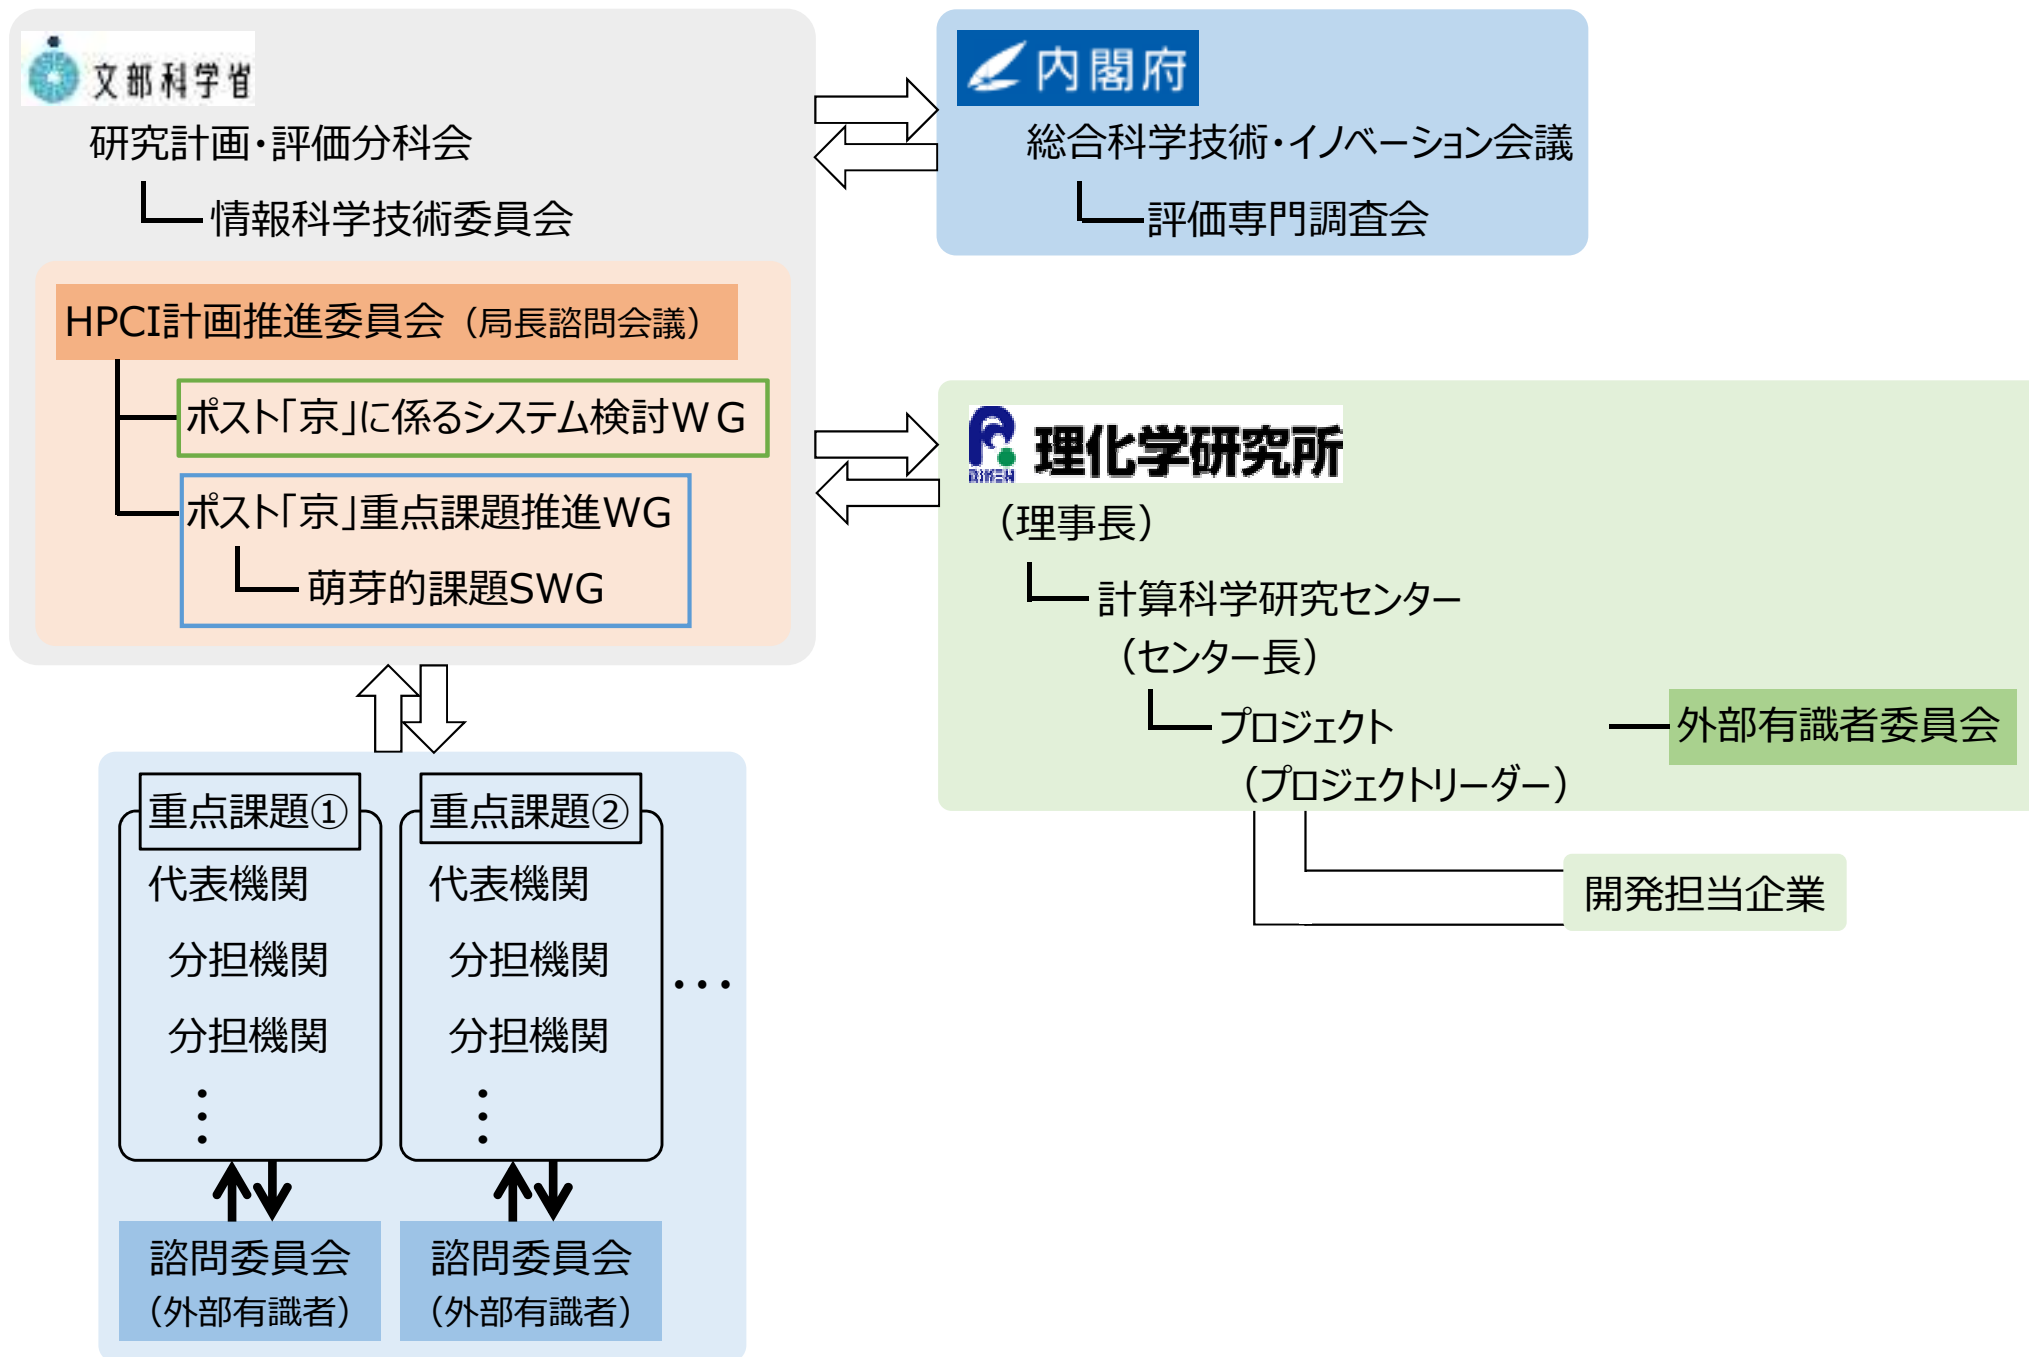 文部科学省
研究計画・評価分科会
情報科学技術委員会
HPCI計画推進委員会（局長諮問会議）
ポスト「京」に係るシステム検討ＷＧ
ポスト「京」重点課題推進WG
萌芽的課題SWG
内閣府
総合科学技術・イノベーション会議
評価専門調査会
RIKEN
理化学研究所
（理事長）
計算科学研究センター
（センター長）
プロジェクト
外部有識者委員会
（プロジェクトリーダー）
開発担当企業
重点課題①
代表機関
分担機関
分担機関
⋮
諮問委員会
（外部有識者）
重点課題②
代表機関
分担機関
分担機関
⋮
諮問委員会
（外部有識者）
・・・